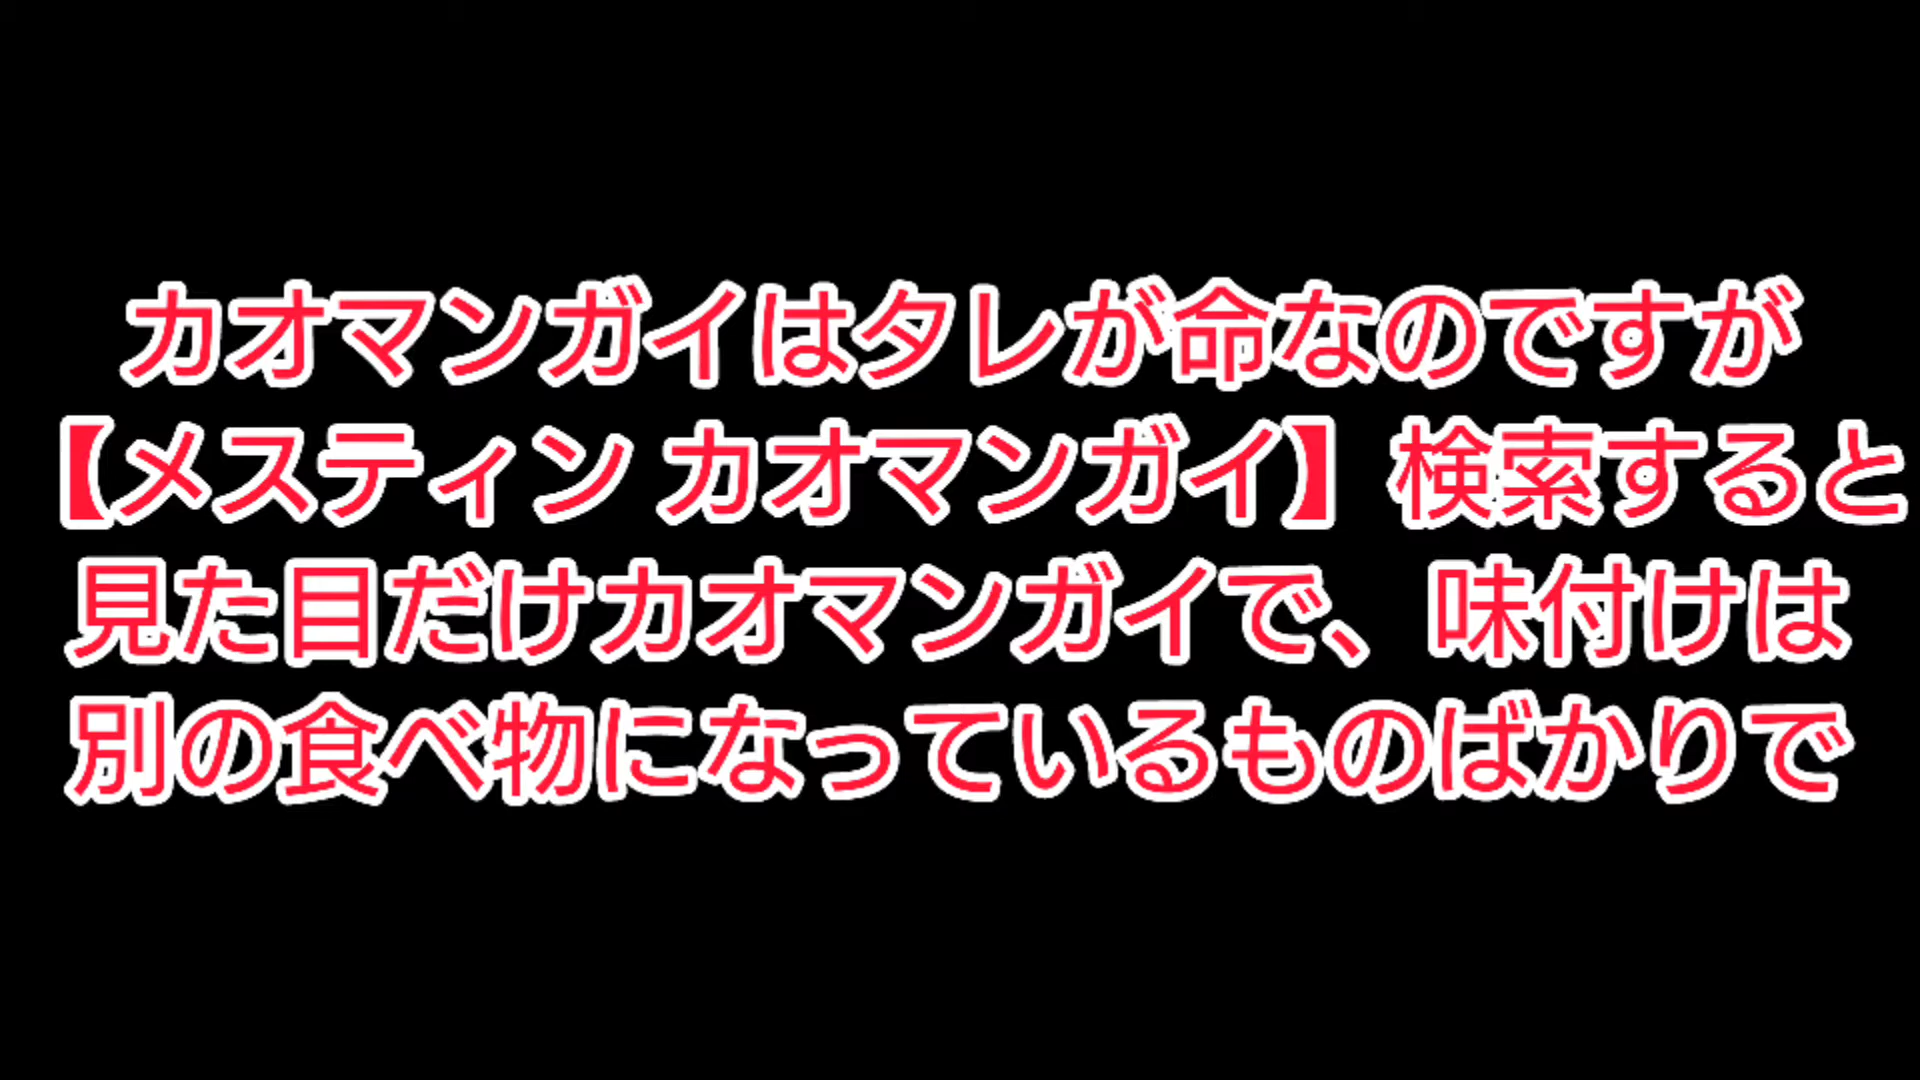 カオマンガイはタレが命なのですが
【メスティン カオマンガイ】検索すると
見た目だけカオマンガイで、味付けは
別の食べ物になっているものばかりで